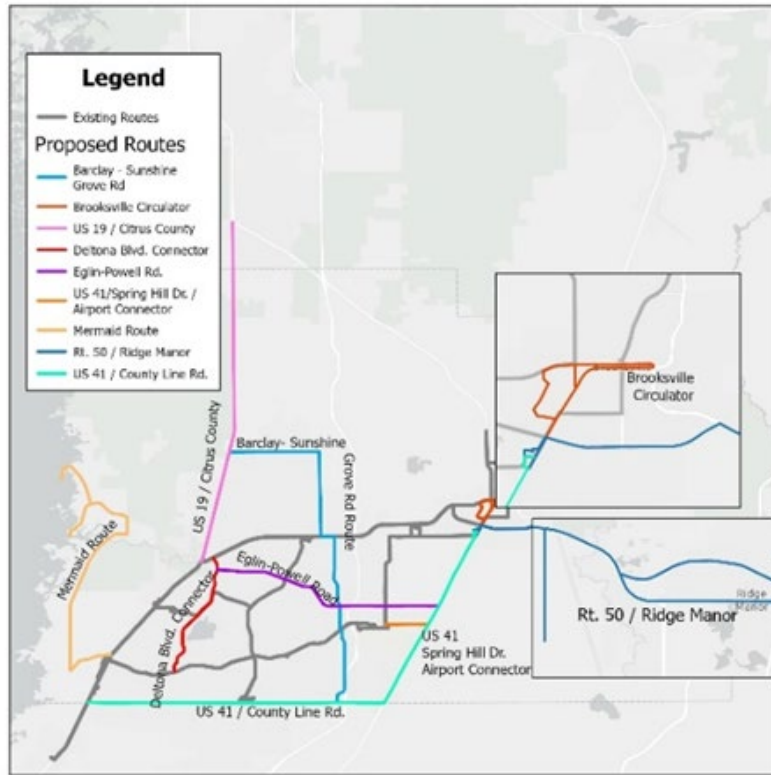 Legend
Existing Routes
Proposed Routes
Barclay - Sunshine
Grove Rd
Brooksville Circulator
US 19 / Citrus County
Deltona Blvd. Connector
Eglin-Powell Rd.
US 41/Spring Hill Dr. /
Airport Connector
Mermaid Route
Rt. 50 / Ridge Manor
US 41 / County Line Rd.
Brooksville
Circulator
Barclay- Sunshine
Grove Rd Route
US 19 / Citrus County
Mermaid Route
Eglin-Powell Road
Deltona Blvd. Connector
US 41
Spring Hill Dr.
Airport Connector
US 41 / County Line Rd.
Ridge
Manor
Rt. 50 / Ridge Manor